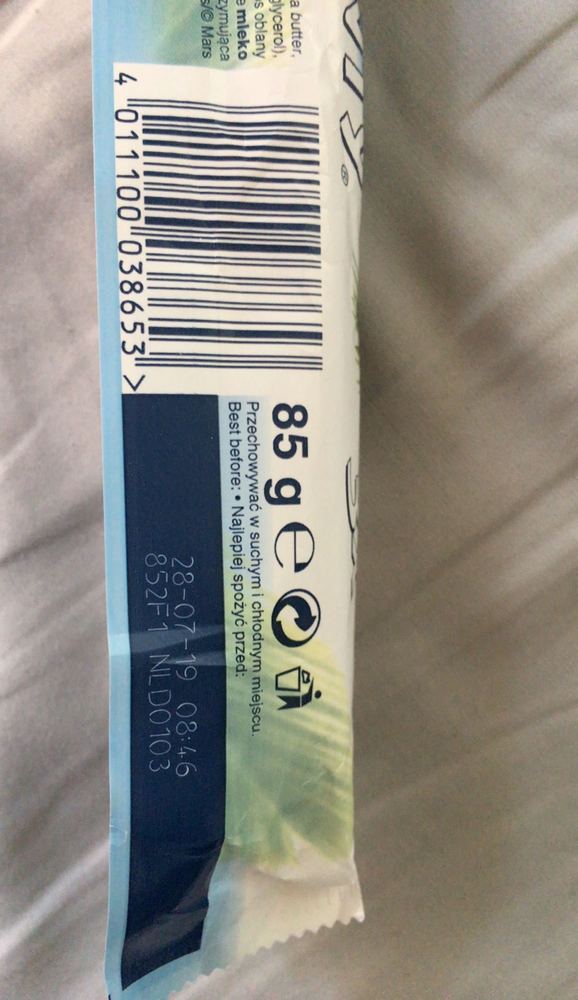 a butter,
glycerol),
s oblany
e mleko
zymująca
s/© Mars
®
4 011100 038653 >
85 g e
Przechowywać w suchym i chłodnym miejscu.
Best before: • Najlepiej spożyć przed:
28-07-19 08:46
852F1 NLD0103